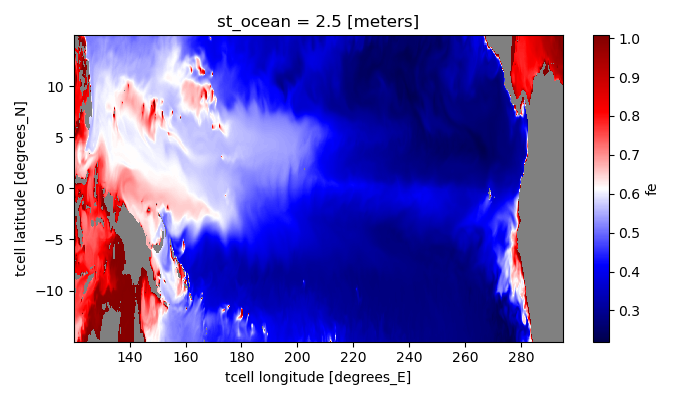 st_ocean = 2.5 [meters]
10
5
0
−5
−10
tcell latitude [degrees_N]
140 160 180 200 220 240 260 280
tcell longitude [degrees_E]
1.0
0.9
0.8
0.7
0.6
0.5
0.4
0.3
fe